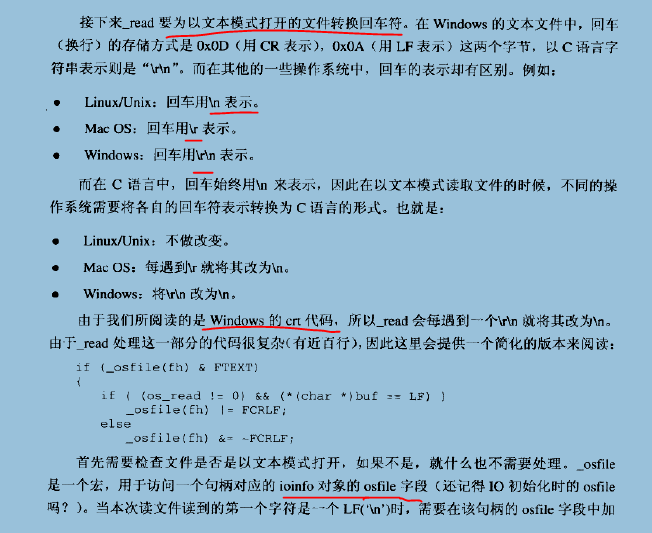 接下来_read 要为以文本模式打开的文件转换回车符。在 Windows 的文本文件中，回车
（换行）的存储方式是 0x0D（用 CR 表示），0x0A（用 LF 表示）这两个字节，以 C 语言字
符串表示则是“\r\n”。而在其他的一些操作系统中，回车的表示却有区别。例如：
● Linux/Unix：回车用\n 表示。
● Mac OS：回车用\r 表示。
● Windows：回车用\r\n 表示。
而在 C 语言中，回车始终用\n 来表示，因此在以文本模式读取文件的时候，不同的操
作系统需要将各自的回车符表示转换为 C 语言的形式。也就是：
● Linux/Unix：不做改变。
● Mac OS：每遇到\r 就将其改为\n。
● Windows：将\r\n 改为\n。
由于我们所阅读的是 Windows 的 crt 代码，所以_read 会每遇到一个\r\n 就将其改为\n。
由于_read 处理这一部分的代码很复杂（有近百行），因此这里会提供一个简化的版本来阅读：
if (_osfile(fh) & FTEXT)
{
if ( (os_read != 0) && (*(char *)buf == LF) )
_osfile(fh) |= FCRLF;
else
_osfile(fh) &= ~FCRLF;
首先需要检查文件是否是以文本模式打开，如果不是，就什么也不需要处理。_osfile
是一个宏，用于访问一个句柄对应的 ioinfo 对象的 osfile 字段（还记得 IO 初始化时的 osfile
吗？）。当本次读文件读到的第一个字符是一个 LF('\n')时，需要在该句柄的 osfile 字段中加